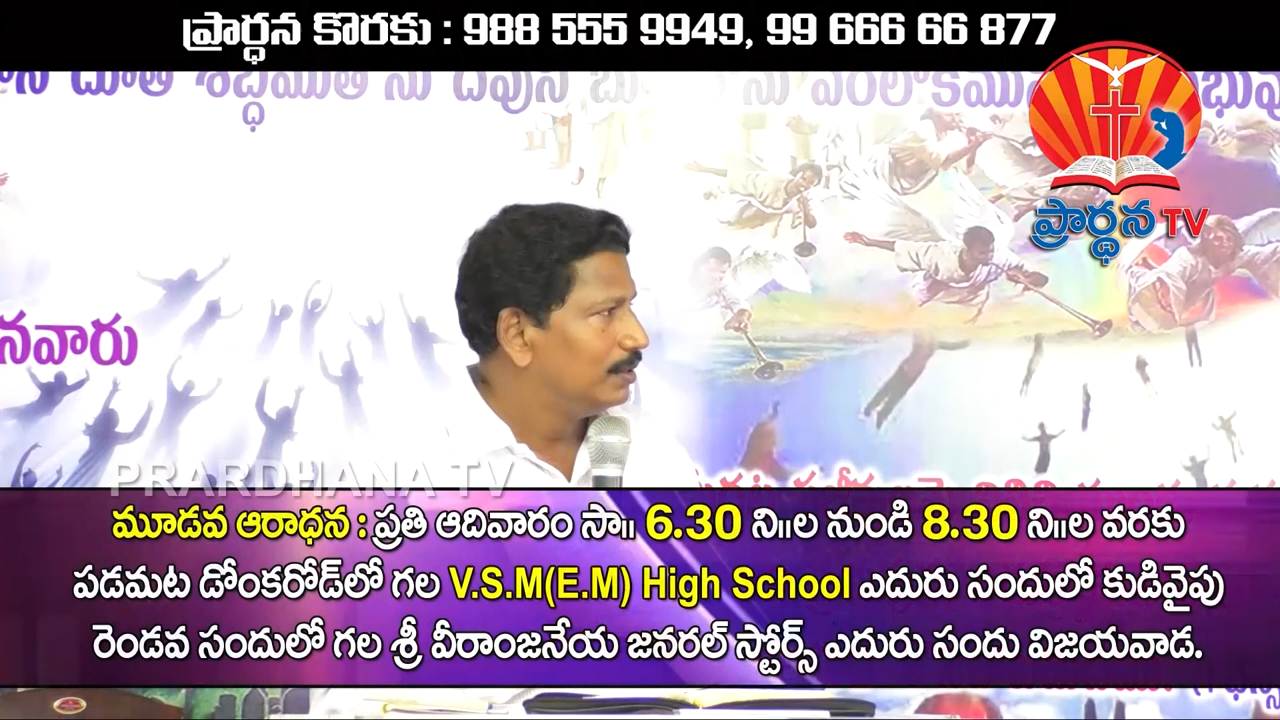 ప్రార్థన కొరకు : 988 555 9949, 99 666 66 877
ప్రార్థన TV
నవారు
PRARDHANA TV
మూడవ ఆరాధన : ప్రతి ఆదివారం సా॥ 6.30 ని॥ల నుండి 8.30 ని॥ల వరకు
పడమట డోంకరోడ్‌లో గల V.S.M(E.M) High School ఎదురు సందులో కుడివైపు
రెండవ సందులో గల శ్రీ వీరాంజనేయ జనరల్ స్టోర్స్ ఎదురు సందు విజయవాడ.